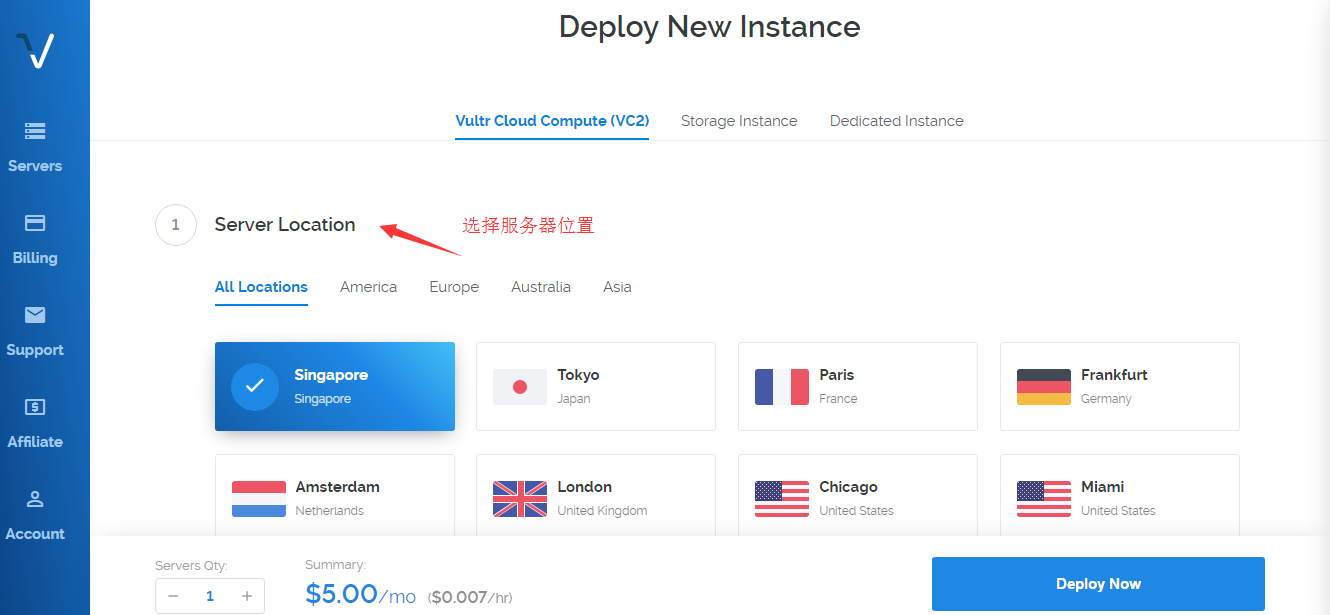 Deploy New Instance
Vultr Cloud Compute (VC2) Storage Instance Dedicated Instance
Servers
Billing
Support
Affiliate
Account
1 Server Location 选择服务器位置
All Locations America Europe Australia Asia
Singapore
Singapore
Tokyo
Japan
Paris
France
Frankfurt
Germany
Amsterdam
Netherlands
London
United Kingdom
Chicago
United States
Miami
United States
Servers Qty:
− 1 +
Summary:
$5.00/mo ($0.007/hr)
Deploy Now